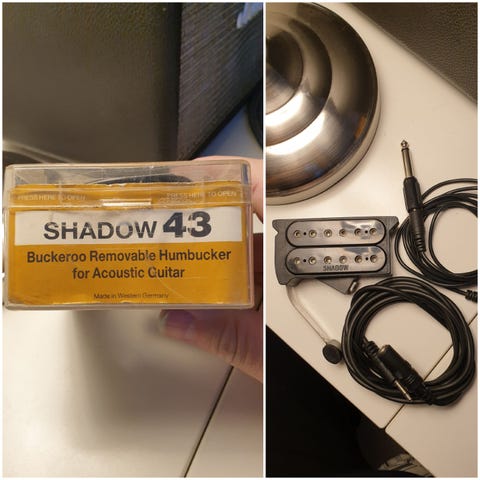 PRESS HERE TO OPEN PRESS HERE TO OPEN
SHADOW 43
Buckeroo Removable Humbucker
for Acoustic Guitar
Made in Western Germany
SHADOW